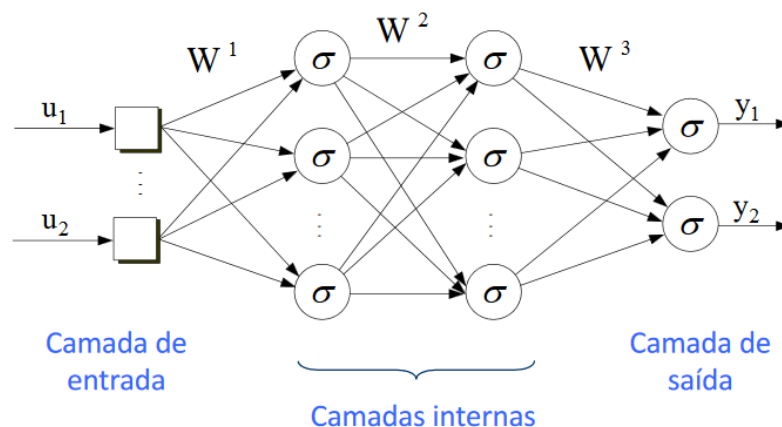 W 1
W 2
W 3
u1
u2
σ
σ
σ
σ
σ
σ
σ
σ
y1
y2
Camada de
entrada
Camadas internas
Camada de
saída